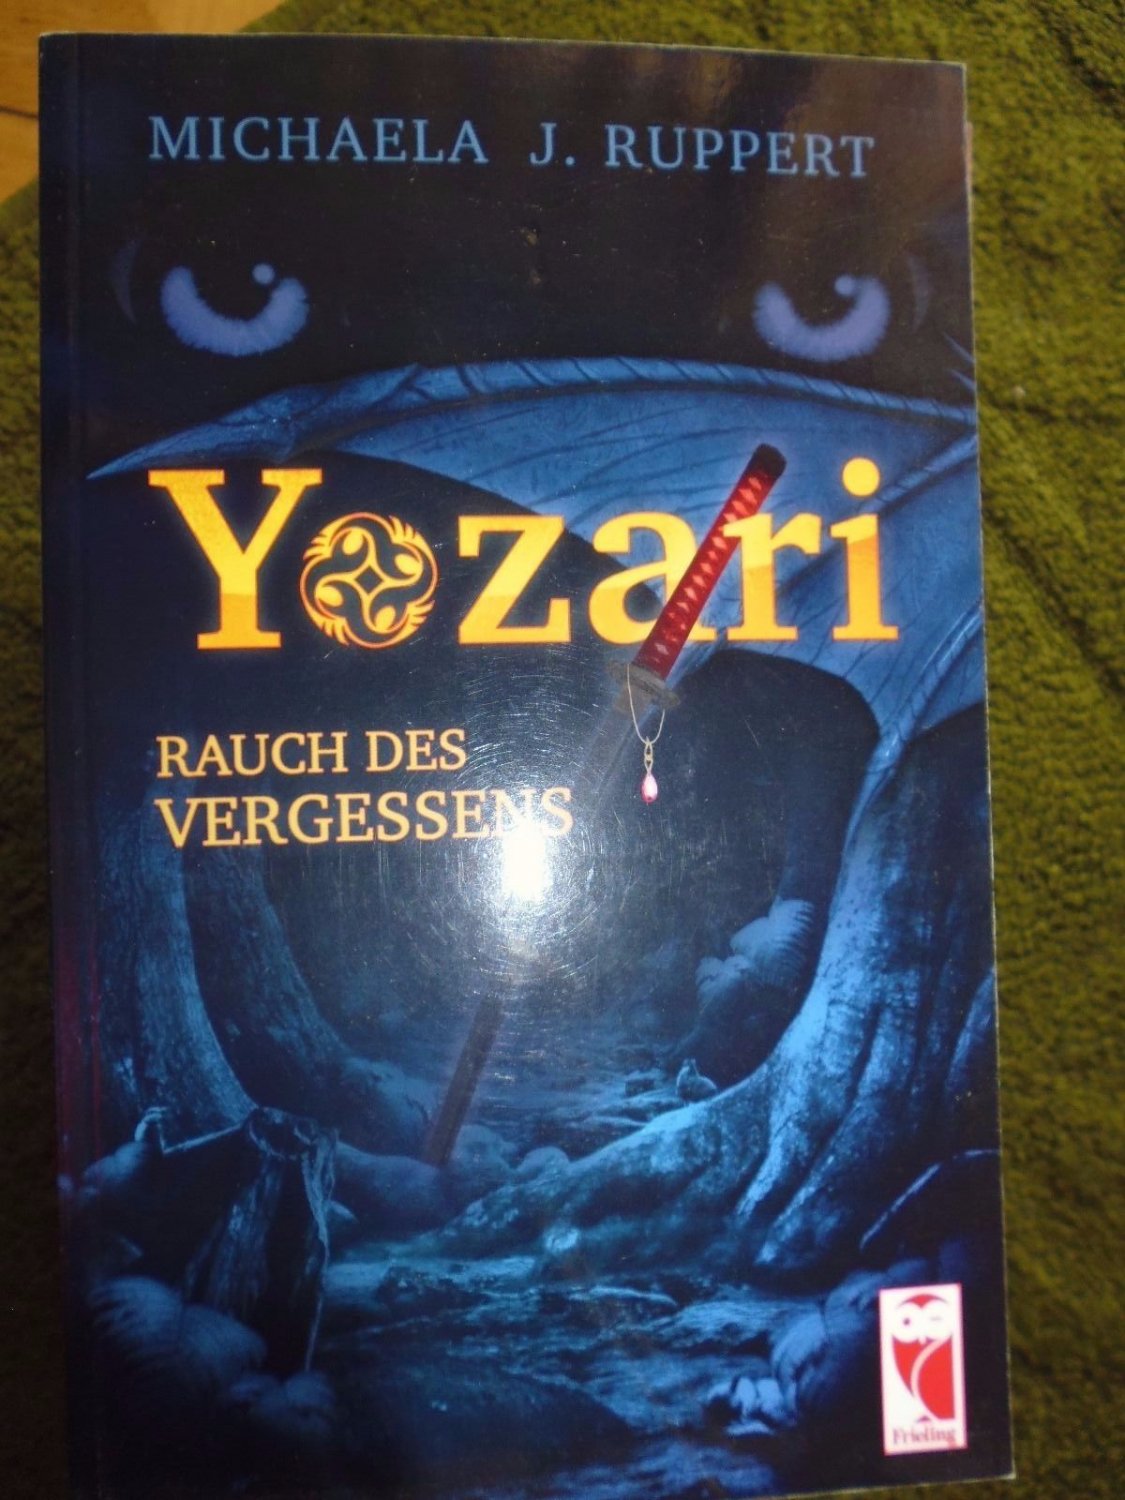 MICHAELA J. RUPPERT
Yozari
RAUCH DES
VERGESSENS
Frieling